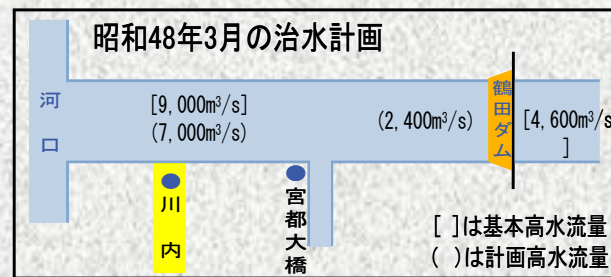 昭和48年3月の治水計画
河口
[9,000m³/s]
(7,000m³/s)
(2,400m³/s)
鶴田ダム
[4,600m³/s
]
川内
宮都大橋
[ ]は基本高水流量
( )は計画高水流量